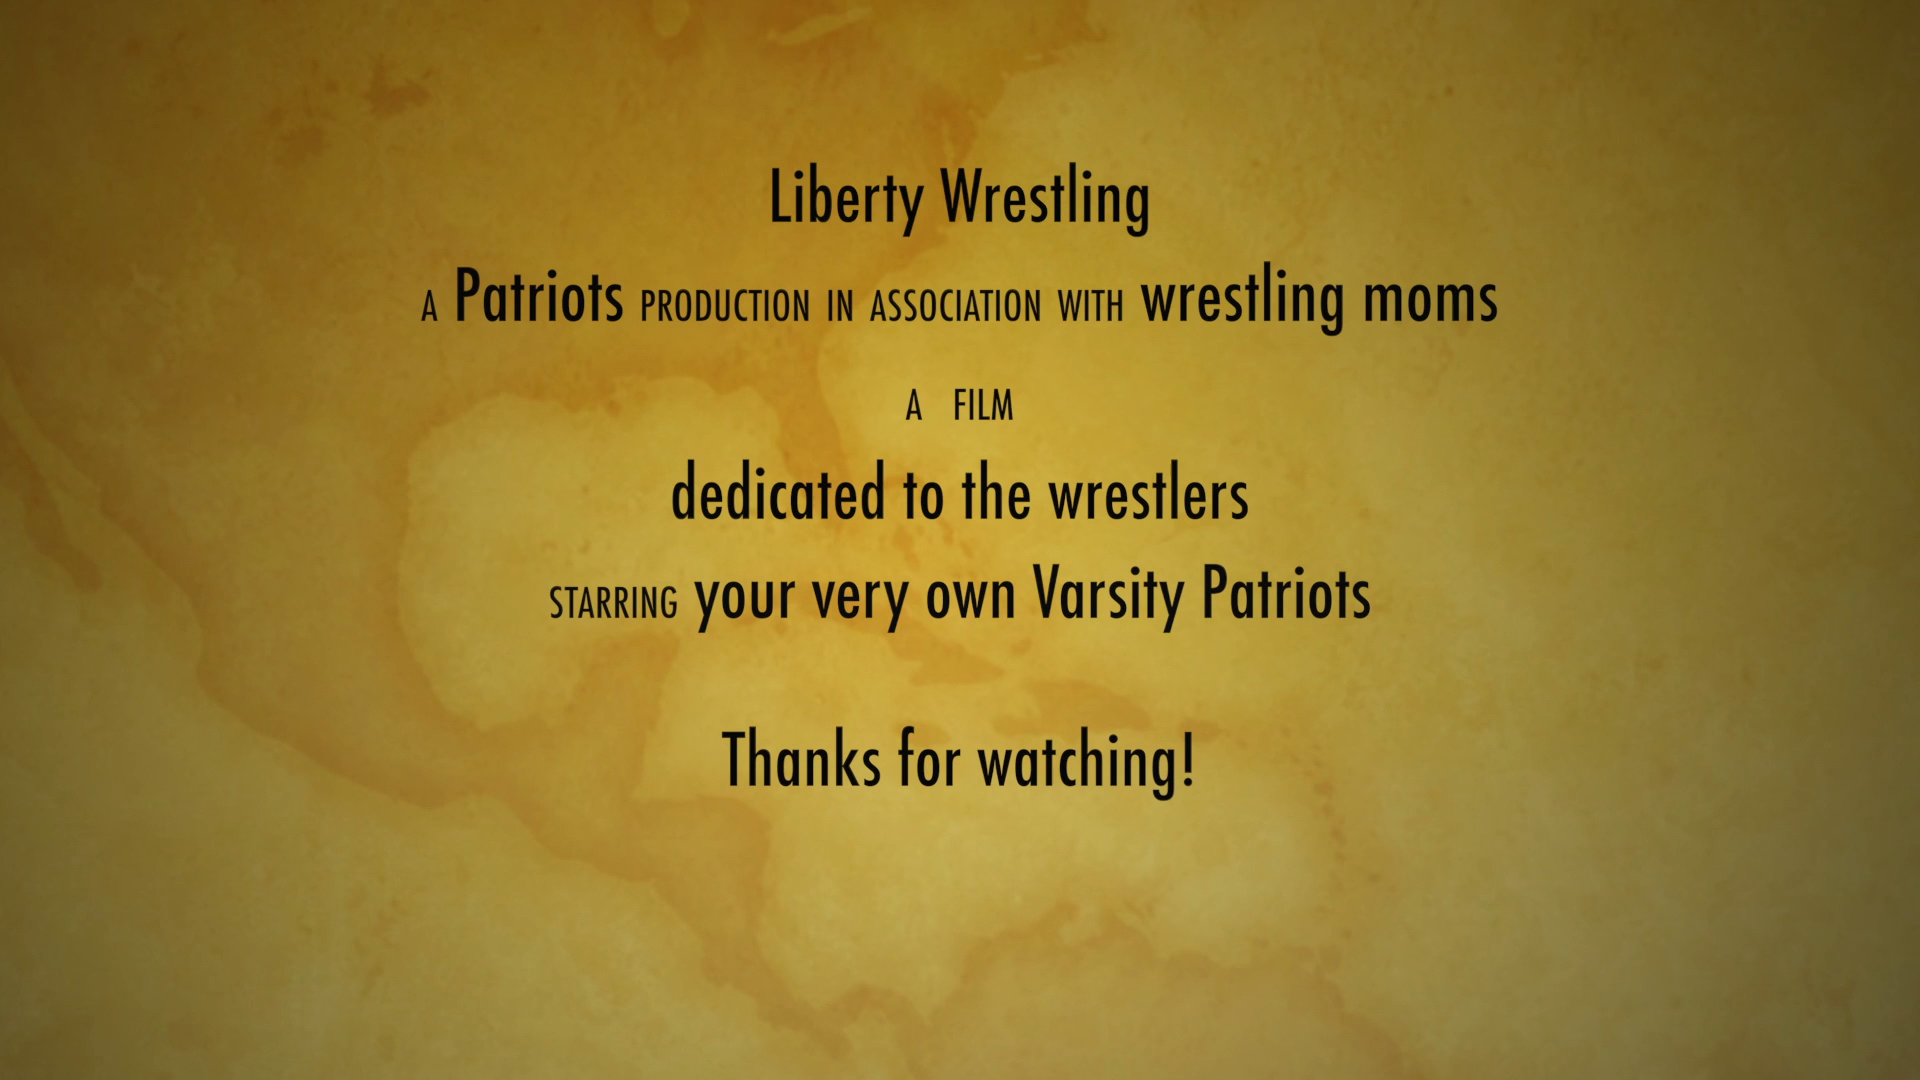 Liberty Wrestling
A Patriots PRODUCTION IN ASSOCIATION WITH wrestling moms
A FILM
dedicated to the wrestlers
STARRING your very own Varsity Patriots
Thanks for watching!